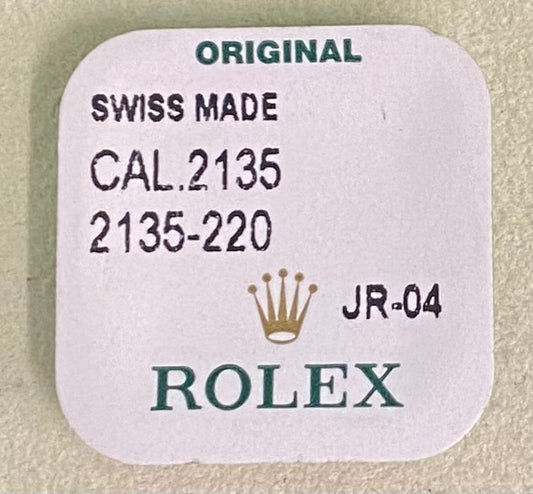 ORIGINAL
SWISS MADE
CAL.2135
2135-220
JR-04
ROLEX